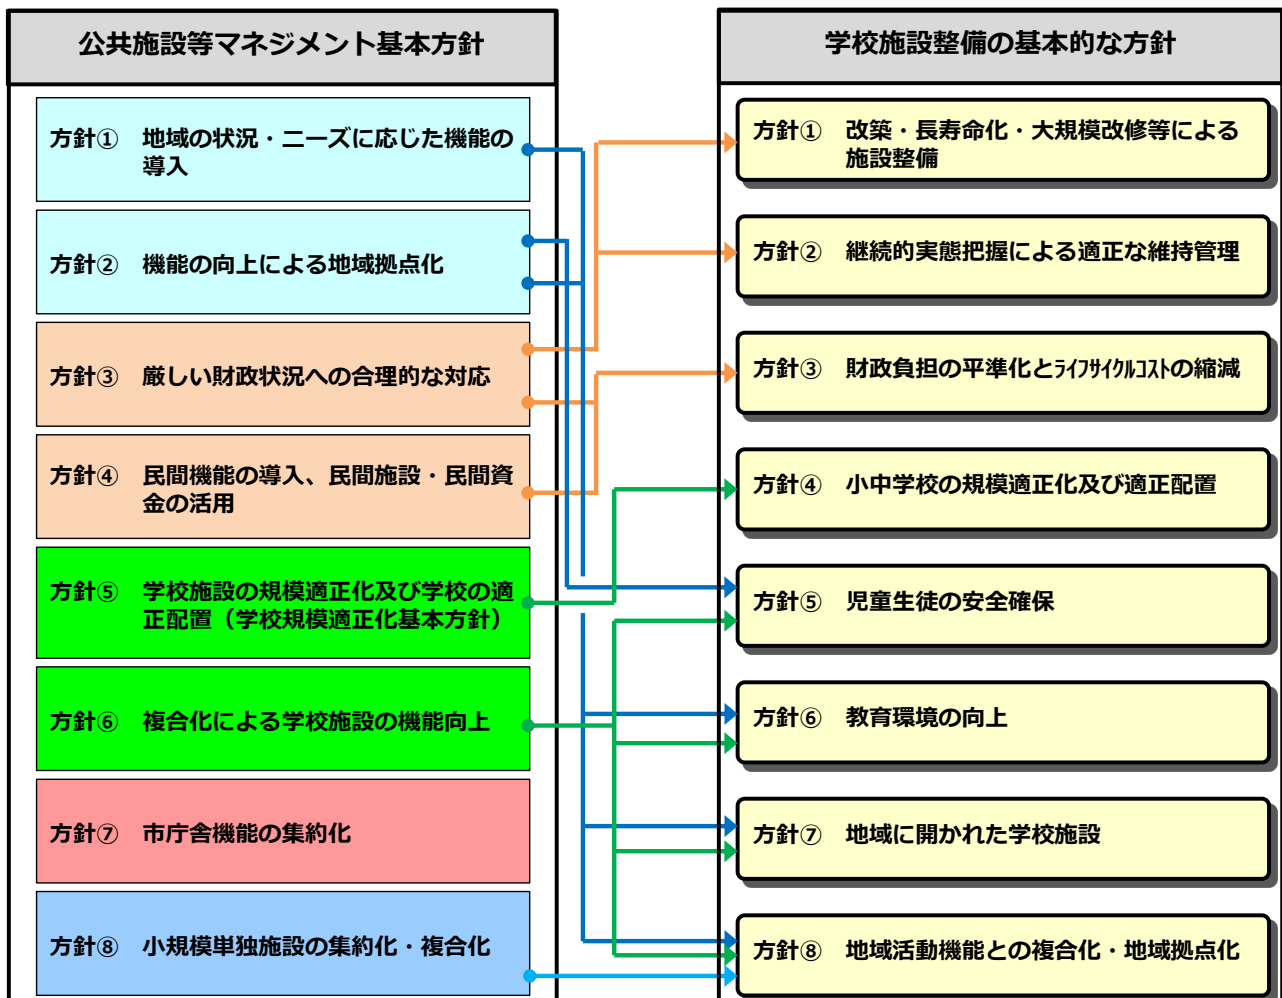 公共施設等マネジメント基本方針
方針① 地域の状況・ニーズに応じた機能の
導入
方針② 機能の向上による地域拠点化
方針③ 厳しい財政状況への合理的な対応
方針④ 民間機能の導入、民間施設・民間資
金の活用
方針⑤ 学校施設の規模適正化及び学校の適
正配置（学校規模適正化基本方針）
方針⑥ 複合化による学校施設の機能向上
方針⑦ 市庁舎機能の集約化
方針⑧ 小規模単独施設の集約化・複合化
学校施設整備の基本的な方針
方針① 改築・長寿命化・大規模改修等による
施設整備
方針② 継続的実態把握による適正な維持管理
方針③ 財政負担の平準化とﾗｲﾌｻｲｸﾙｺｽﾄの縮減
方針④ 小中学校の規模適正化及び適正配置
方針⑤ 児童生徒の安全確保
方針⑥ 教育環境の向上
方針⑦ 地域に開かれた学校施設
方針⑧ 地域活動機能との複合化・地域拠点化